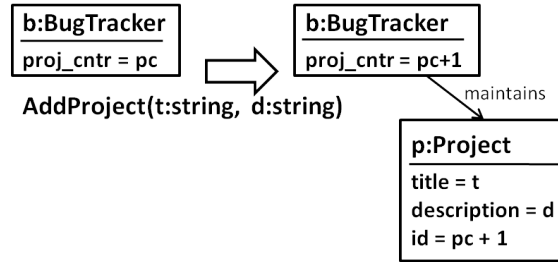 b:BugTracker
proj_cntr = pc
AddProject(t:string, d:string)
b:BugTracker
proj_cntr = pc+1
maintains
p:Project
title = t
description = d
id = pc + 1